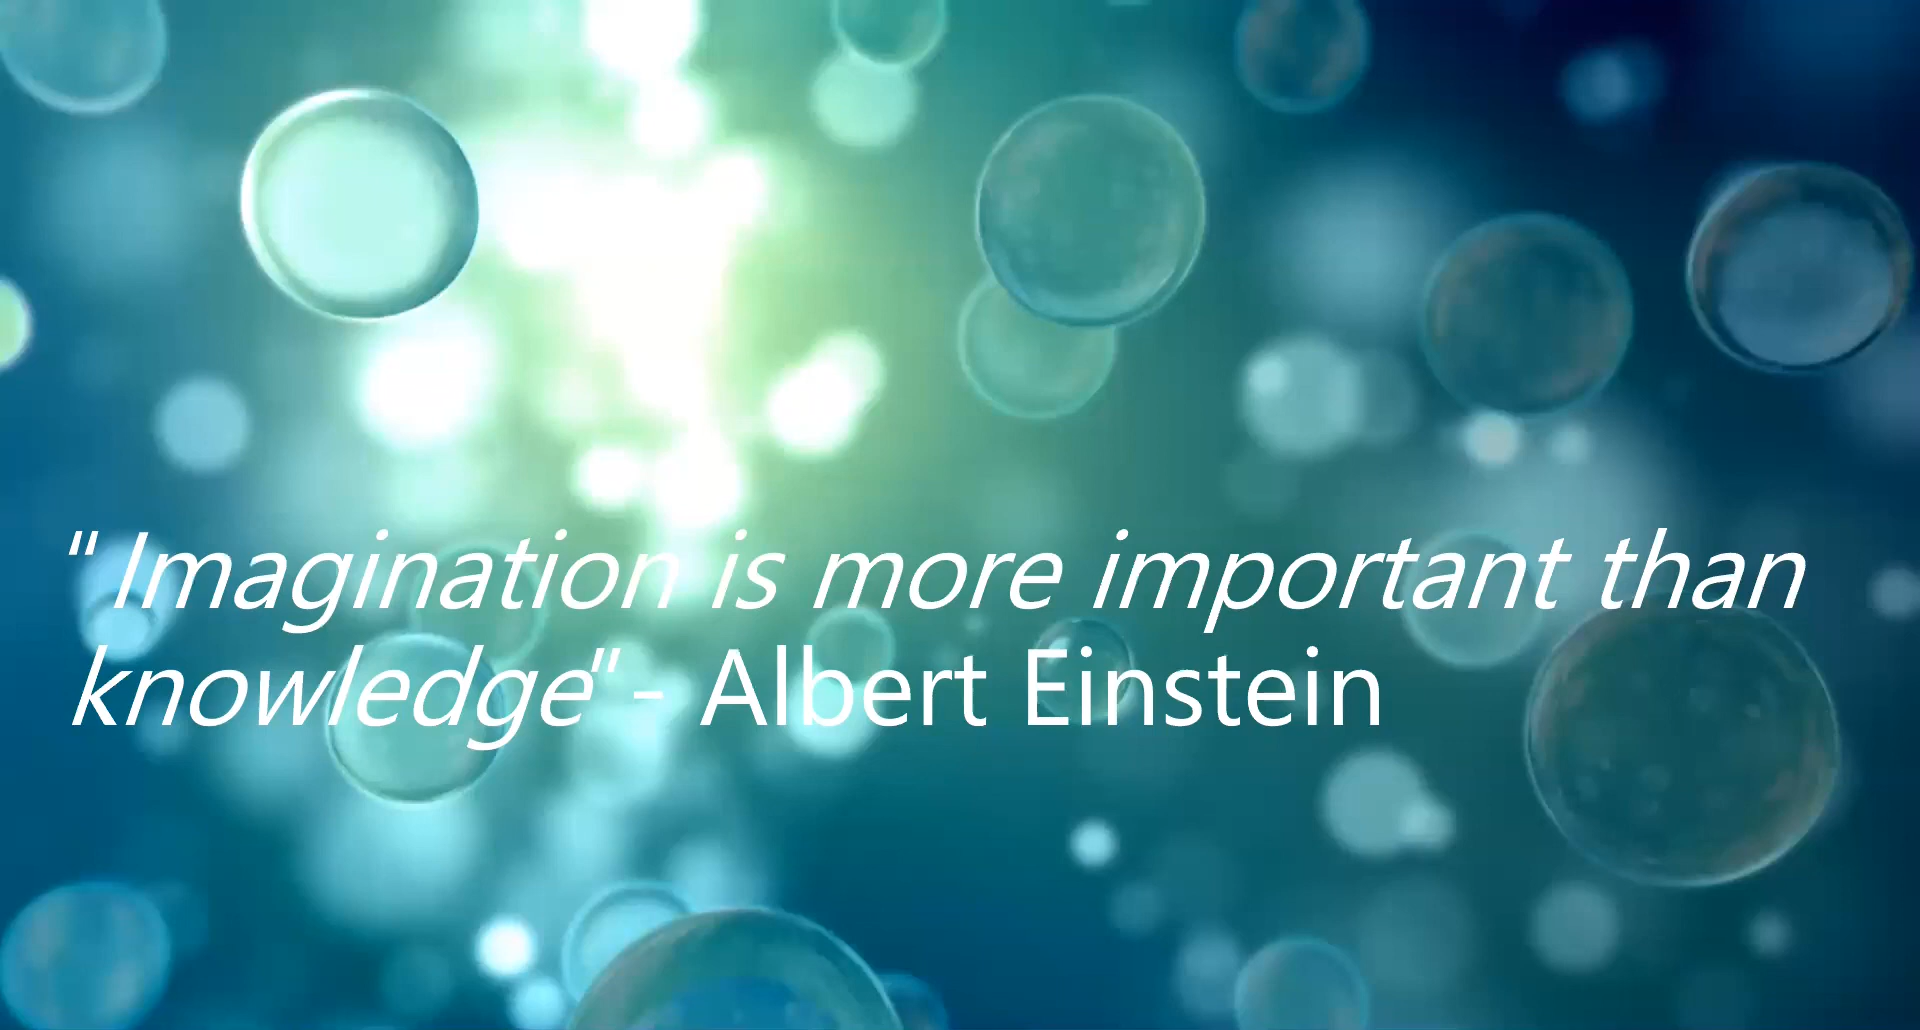 "Imagination is more important than
knowledge"- Albert Einstein